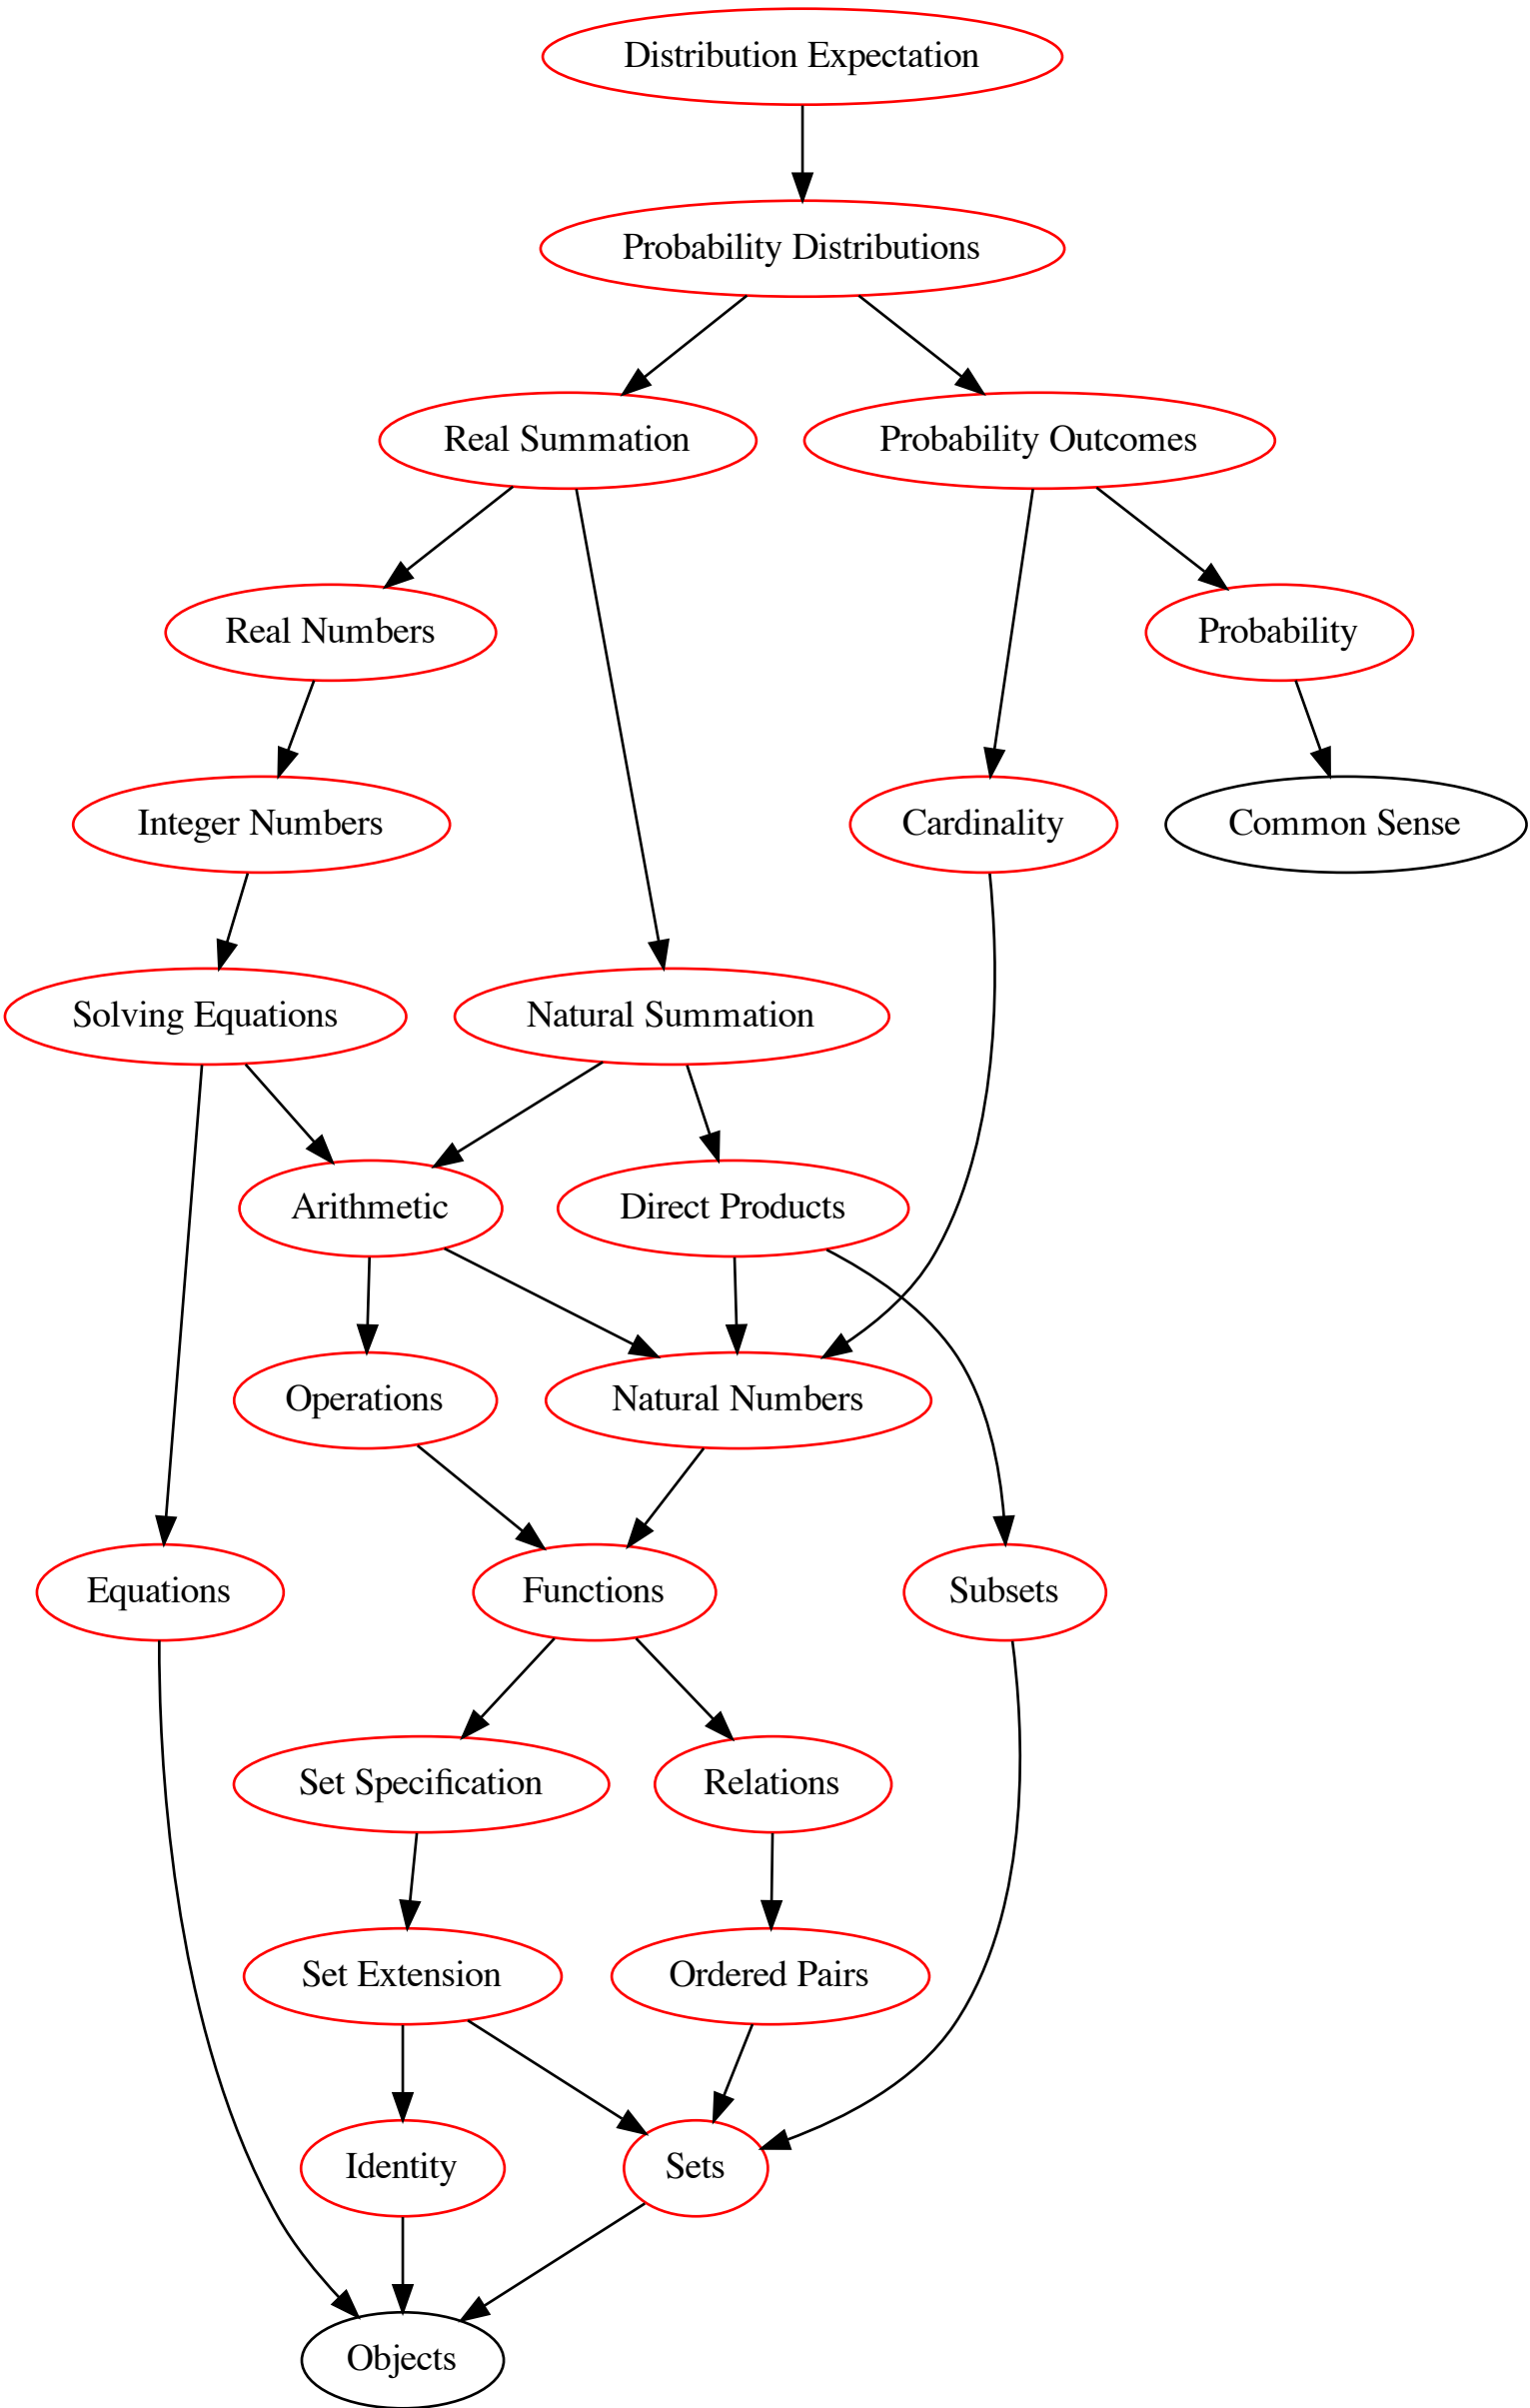 Distribution Expectation
Probability Distributions
Real Summation
Probability Outcomes
Real Numbers
Probability
Integer Numbers
Cardinality
Common Sense
Solving Equations
Natural Summation
Arithmetic
Direct Products
Operations
Natural Numbers
Equations
Functions
Subsets
Set Specification
Relations
Set Extension
Ordered Pairs
Identity
Sets
Objects